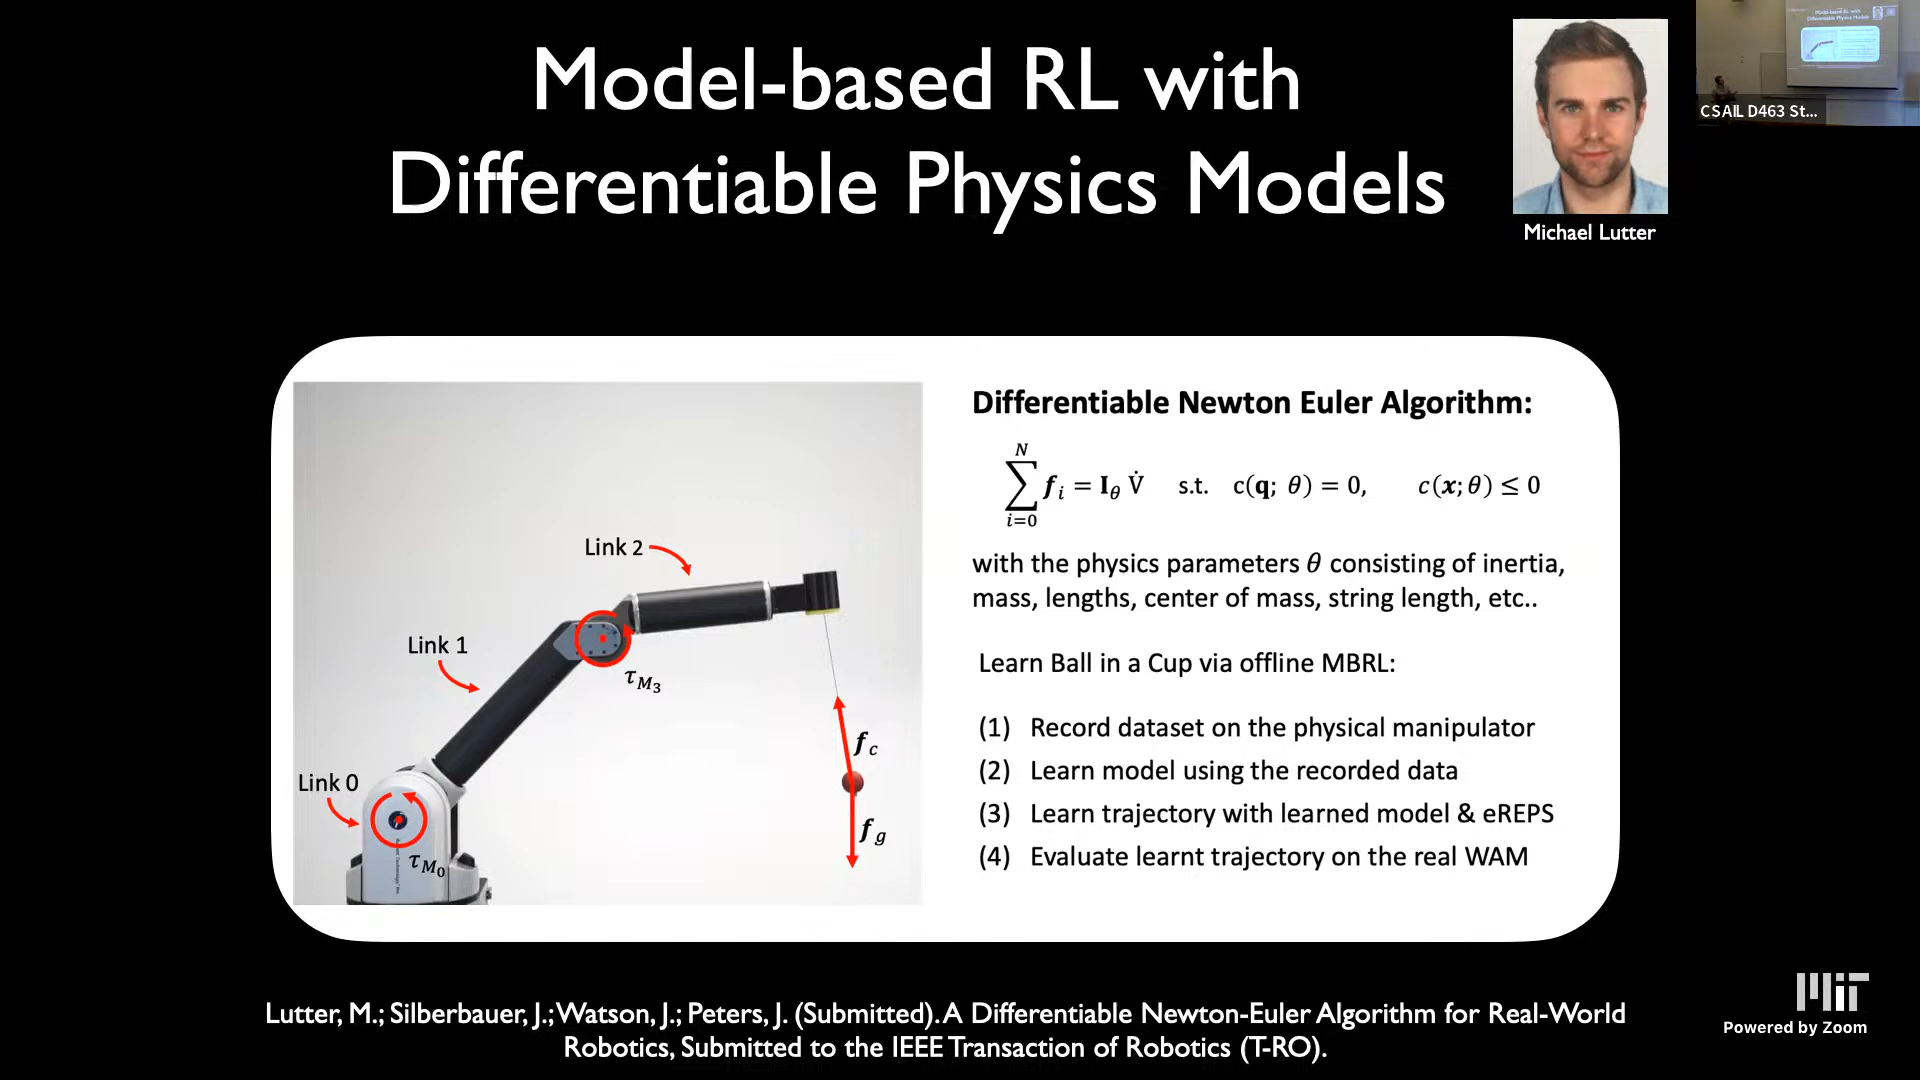 Model-based RL with
Differentiable Physics Models
Michael Lutter
CSAIL D463 St...
Differentiable Newton Euler Algorithm:
N
∑ f_i = I_θ V̇ s.t. c(q; θ) = 0, c(x; θ) ≤ 0
i=0
with the physics parameters θ consisting of inertia,
mass, lengths, center of mass, string length, etc..
Learn Ball in a Cup via offline MBRL:
(1) Record dataset on the physical manipulator
(2) Learn model using the recorded data
(3) Learn trajectory with learned model & eREPS
(4) Evaluate learnt trajectory on the real WAM
Link 2
Link 1
τ_M₃
Link 0
τ_M₀
f_c
f_g
Lutter, M.; Silberbauer, J.; Watson, J.; Peters, J. (Submitted). A Differentiable Newton-Euler Algorithm for Real-World
Robotics, Submitted to the IEEE Transaction of Robotics (T-RO).
MIT
Powered by Zoom